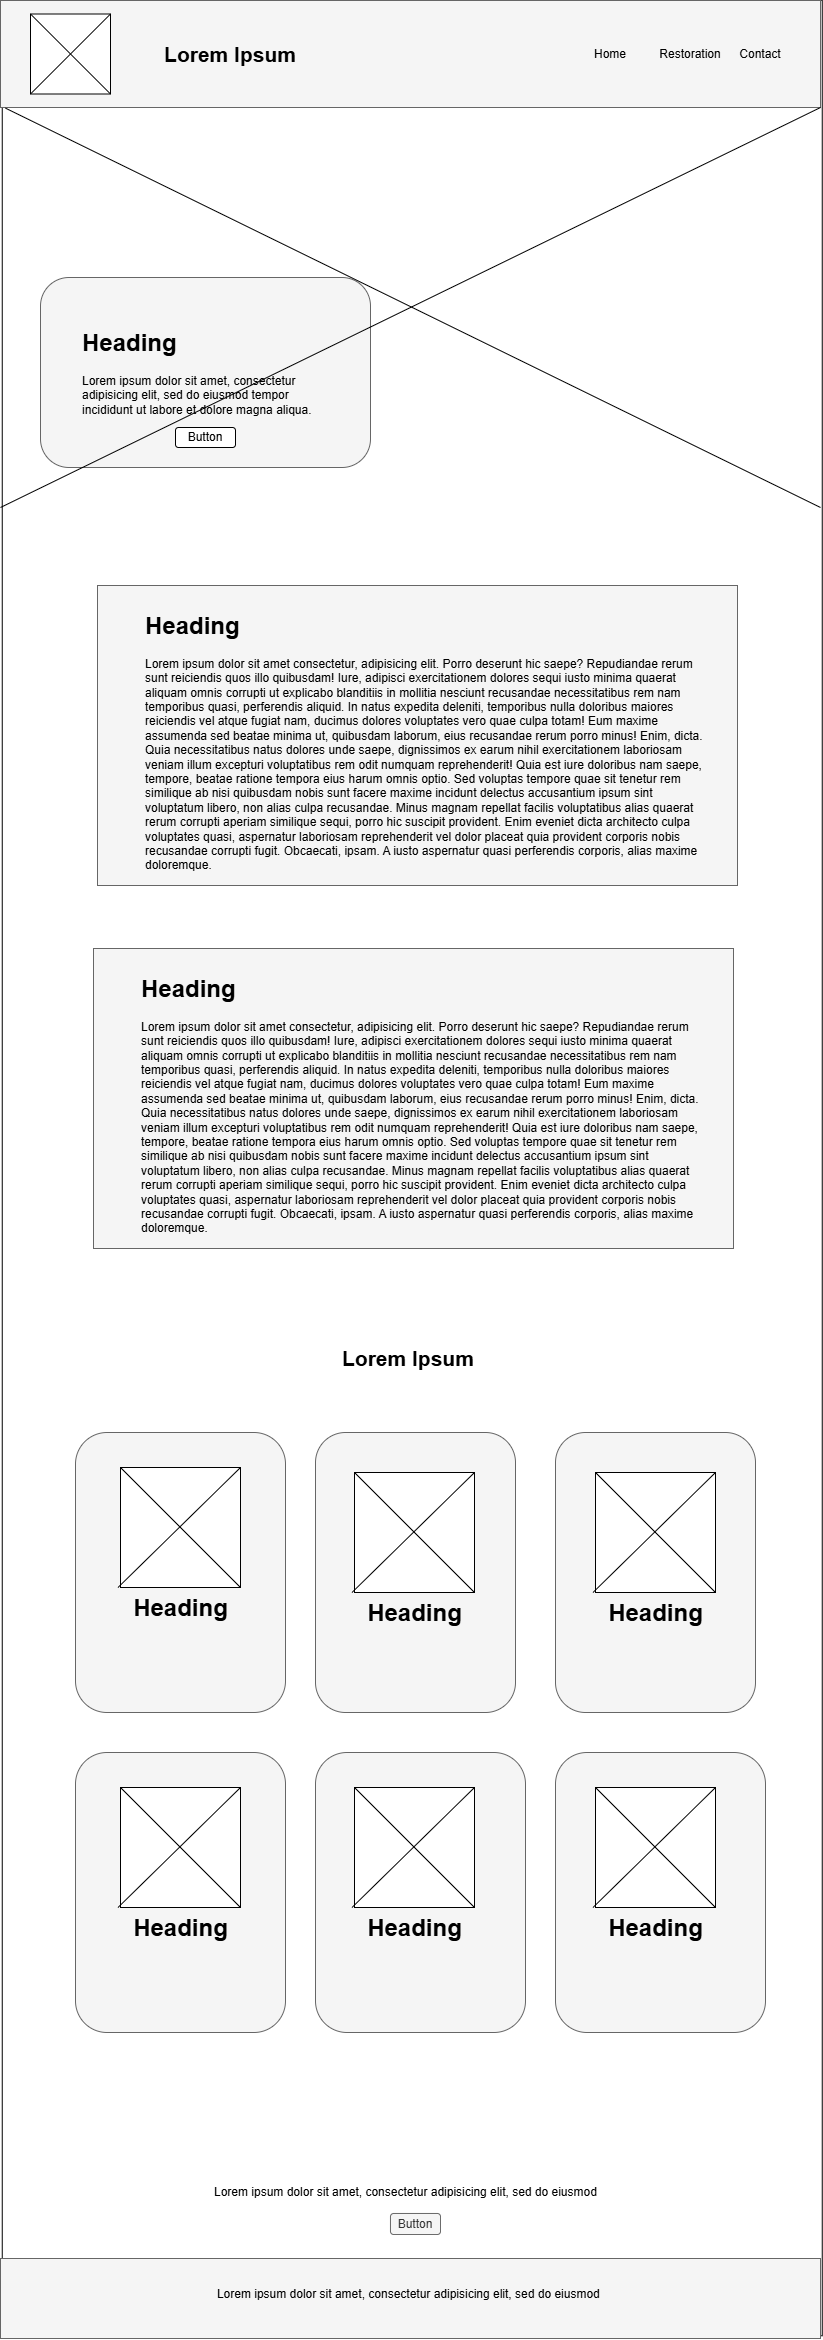 Lorem Ipsum
Home Restoration Contact
Heading
Lorem ipsum dolor sit amet, consectetur
adipisicing elit, sed do eiusmod tempor
incididunt ut labore et dolore magna aliqua.
Button
Heading
Lorem ipsum dolor sit amet consectetur, adipisicing elit. Porro deserunt hic saepe? Repudiandae rerum
sunt reiciendis quos illo quibusdam! Iure, adipisci exercitationem dolores sequi iusto minima quaerat
aliquam omnis corrupti ut explicabo blanditiis in mollitia nesciunt recusandae necessitatibus rem nam
temporibus quasi, perferendis aliquid. In natus expedita deleniti, temporibus nulla doloribus maiores
reiciendis vel atque fugiat nam, ducimus dolores voluptates vero quae culpa totam! Eum maxime
assumenda sed beatae minima ut, quibusdam laborum, eius recusandae rerum porro minus! Enim, dicta.
Quia necessitatibus natus dolores unde saepe, dignissimos ex earum nihil exercitationem laboriosam
veniam illum excepturi voluptatibus rem odit numquam reprehenderit! Quia est iure doloribus nam saepe,
tempore, beatae ratione tempora eius harum omnis optio. Sed voluptas tempore quae sit tenetur rem
similique ab nisi quibusdam nobis sunt facere maxime incidunt delectus accusantium ipsum sint
voluptatum libero, non alias culpa recusandae. Minus magnam repellat facilis voluptatibus alias quaerat
rerum corrupti aperiam similique sequi, porro hic suscipit provident. Enim eveniet dicta architecto culpa
voluptates quasi, aspernatur laboriosam reprehenderit vel dolor placeat quia provident corporis nobis
recusandae corrupti fugit. Obcaecati, ipsam. A iusto aspernatur quasi perferendis corporis, alias maxime
doloremque.
Heading
Lorem ipsum dolor sit amet consectetur, adipisicing elit. Porro deserunt hic saepe? Repudiandae rerum
sunt reiciendis quos illo quibusdam! Iure, adipisci exercitationem dolores sequi iusto minima quaerat
aliquam omnis corrupti ut explicabo blanditiis in mollitia nesciunt recusandae necessitatibus rem nam
temporibus quasi, perferendis aliquid. In natus expedita deleniti, temporibus nulla doloribus maiores
reiciendis vel atque fugiat nam, ducimus dolores voluptates vero quae culpa totam! Eum maxime
assumenda sed beatae minima ut, quibusdam laborum, eius recusandae rerum porro minus! Enim, dicta.
Quia necessitatibus natus dolores unde saepe, dignissimos ex earum nihil exercitationem laboriosam
veniam illum excepturi voluptatibus rem odit numquam reprehenderit! Quia est iure doloribus nam saepe,
tempore, beatae ratione tempora eius harum omnis optio. Sed voluptas tempore quae sit tenetur rem
similique ab nisi quibusdam nobis sunt facere maxime incidunt delectus accusantium ipsum sint
voluptatum libero, non alias culpa recusandae. Minus magnam repellat facilis voluptatibus alias quaerat
rerum corrupti aperiam similique sequi, porro hic suscipit provident. Enim eveniet dicta architecto culpa
voluptates quasi, aspernatur laboriosam reprehenderit vel dolor placeat quia provident corporis nobis
recusandae corrupti fugit. Obcaecati, ipsam. A iusto aspernatur quasi perferendis corporis, alias maxime
doloremque.
Lorem Ipsum
Heading
Heading
Heading
Heading
Heading
Heading
Lorem ipsum dolor sit amet, consectetur adipisicing elit, sed do eiusmod
Button
Lorem ipsum dolor sit amet, consectetur adipisicing elit, sed do eiusmod